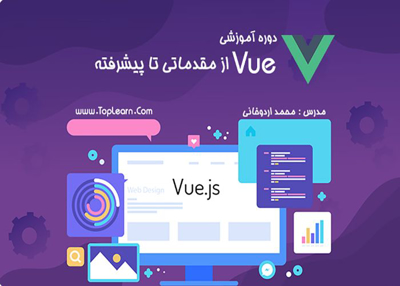 دوره آموزشی
Vue از مقدماتی تا پیشرفته
مدرس : محمد اردوخانی
www.TopLearn.Com
Web Design
Vue.js